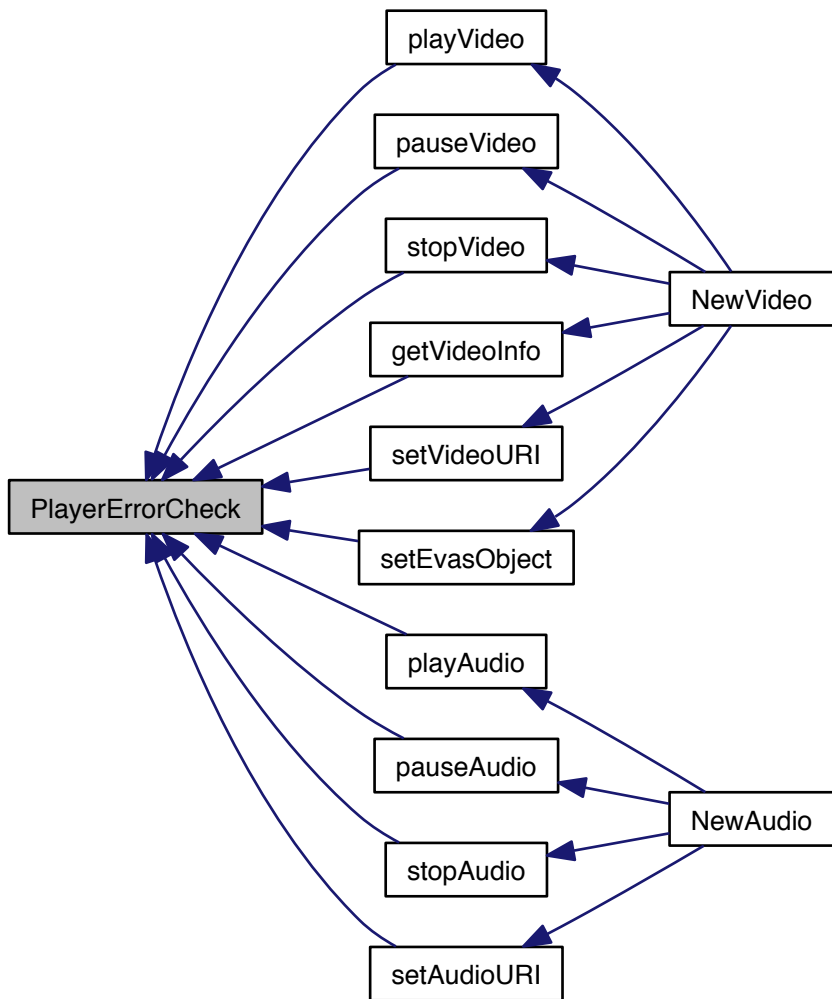 playVideo
pauseVideo
stopVideo
NewVideo
getVideoInfo
setVideoURI
PlayerErrorCheck
setEvasObject
playAudio
pauseAudio
NewAudio
stopAudio
setAudioURI